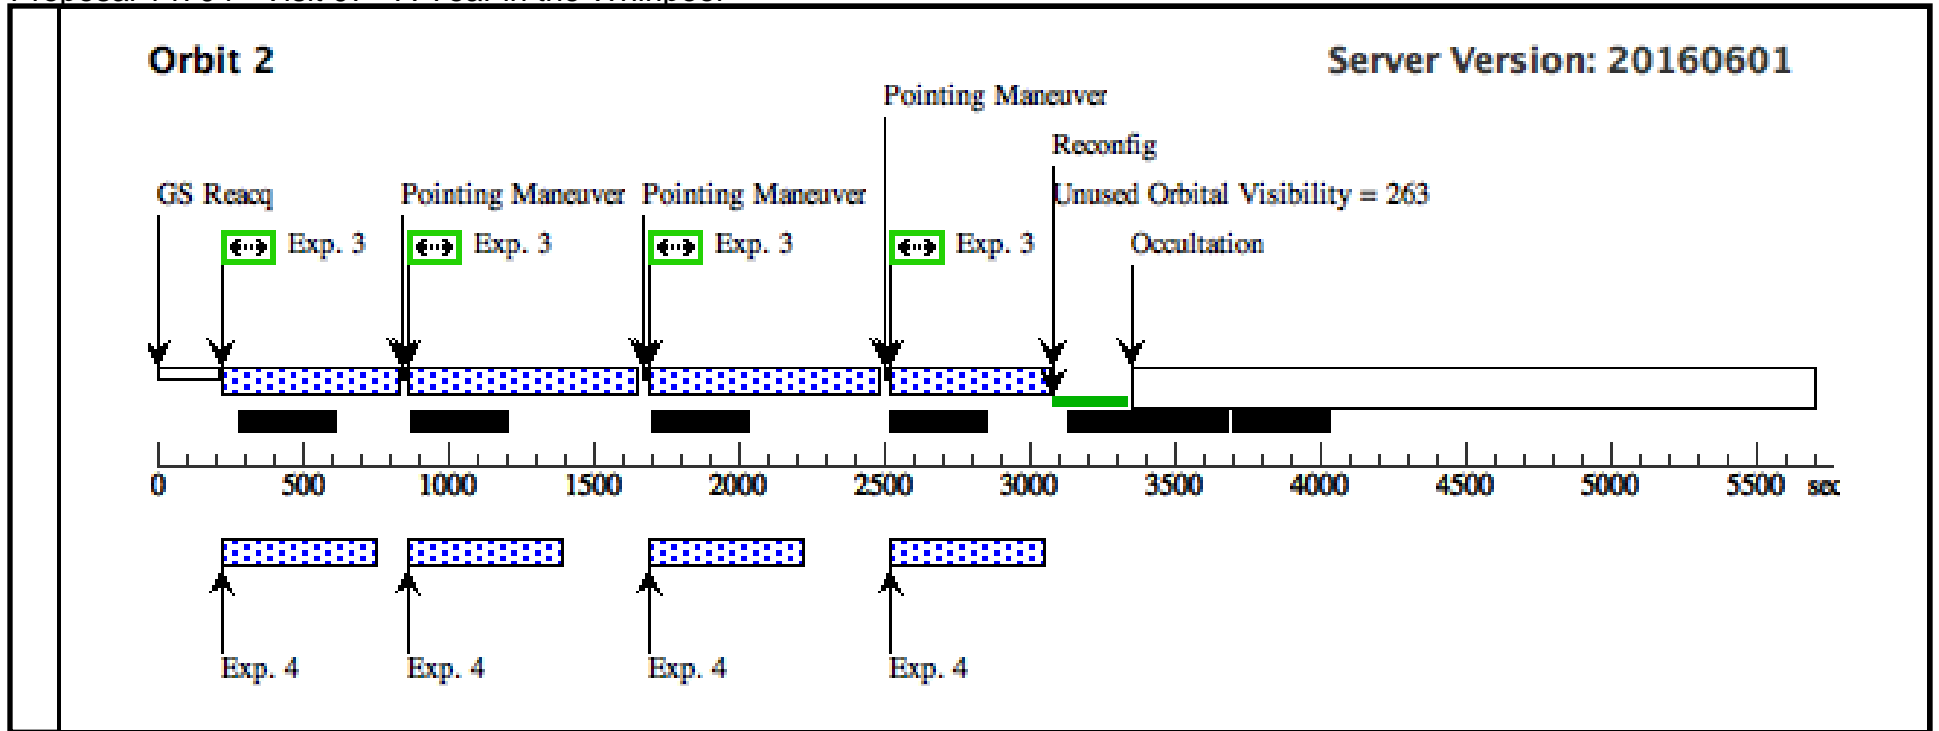 Orbit 2
Server Version: 20160601
Pointing Maneuver
Reconfig
GS Reacq
Pointing Maneuver
Pointing Maneuver
Unused Orbital Visibility = 263
Exp. 3
Exp. 3
Exp. 3
Exp. 3
Occultation
0 500 1000 1500 2000 2500 3000 3500 4000 4500 5000 5500 sec
Exp. 4
Exp. 4
Exp. 4
Exp. 4